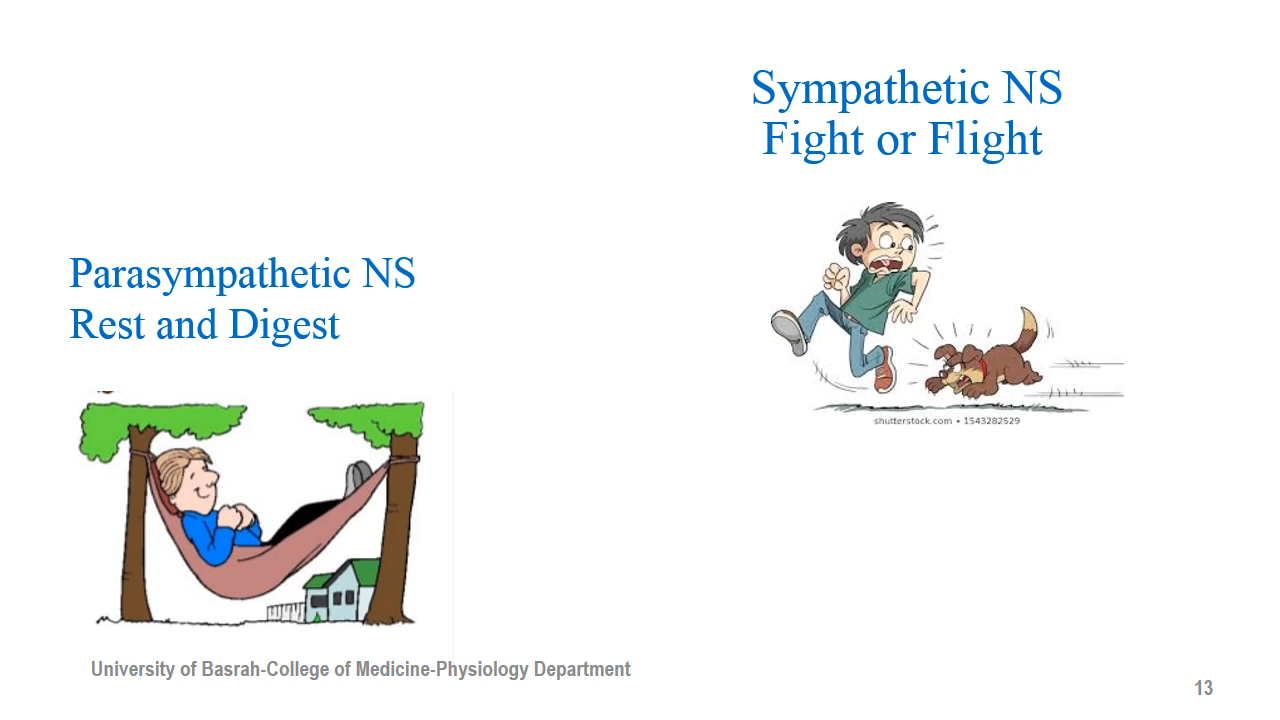 Sympathetic NS
Fight or Flight
Parasympathetic NS
Rest and Digest
shutterstock.com • 1543282529
University of Basrah-College of Medicine-Physiology Department
13